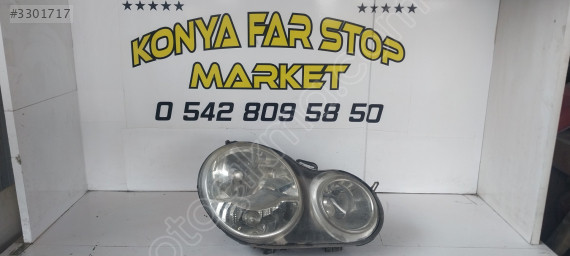 #3301717
KONYA FAR STOP
MARKET
0 542 809 58 50